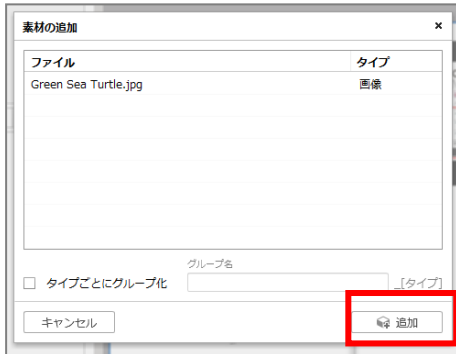 素材の追加 ×
ファイル タイプ
Green Sea Turtle.jpg 画像
グループ名
タイプごとにグループ化 _[タイプ]
キャンセル 追加